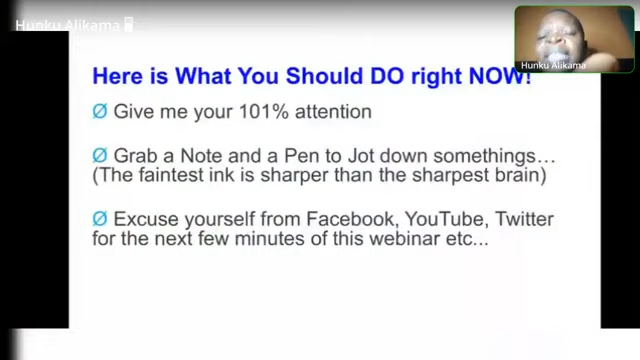 Hunku Alikama
Hunku Alikama
Here is What You Should DO right NOW!
Ø Give me your 101% attention
Ø Grab a Note and a Pen to Jot down somethings…
(The faintest ink is sharper than the sharpest brain)
Ø Excuse yourself from Facebook, YouTube, Twitter
for the next few minutes of this webinar etc...